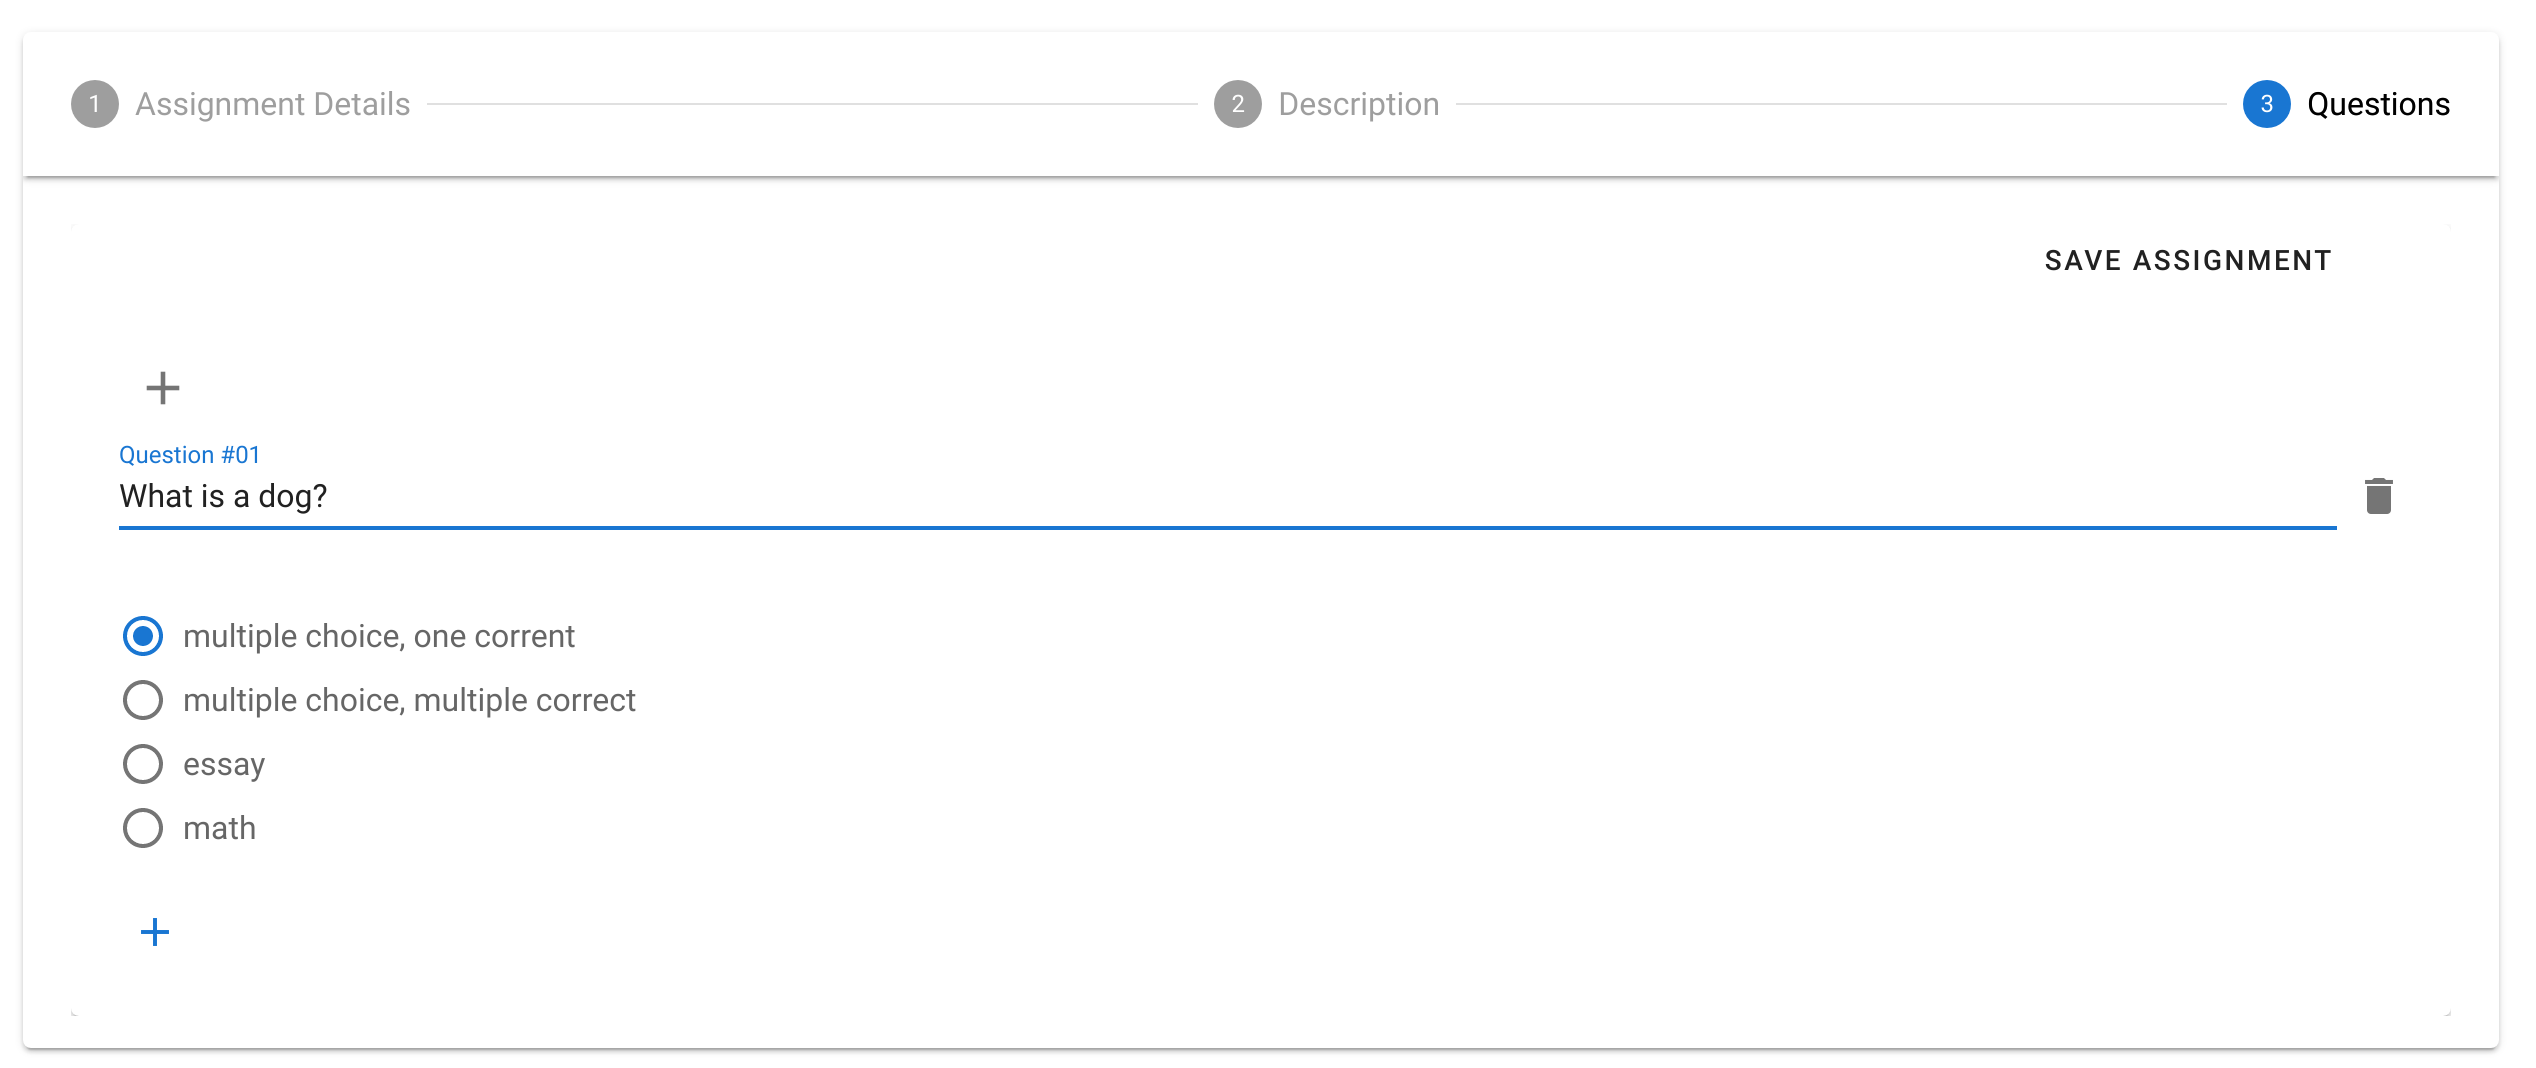 1 Assignment Details 2 Description 3 Questions
SAVE ASSIGNMENT
Question #01
What is a dog?
multiple choice, one corrent
multiple choice, multiple correct
essay
math